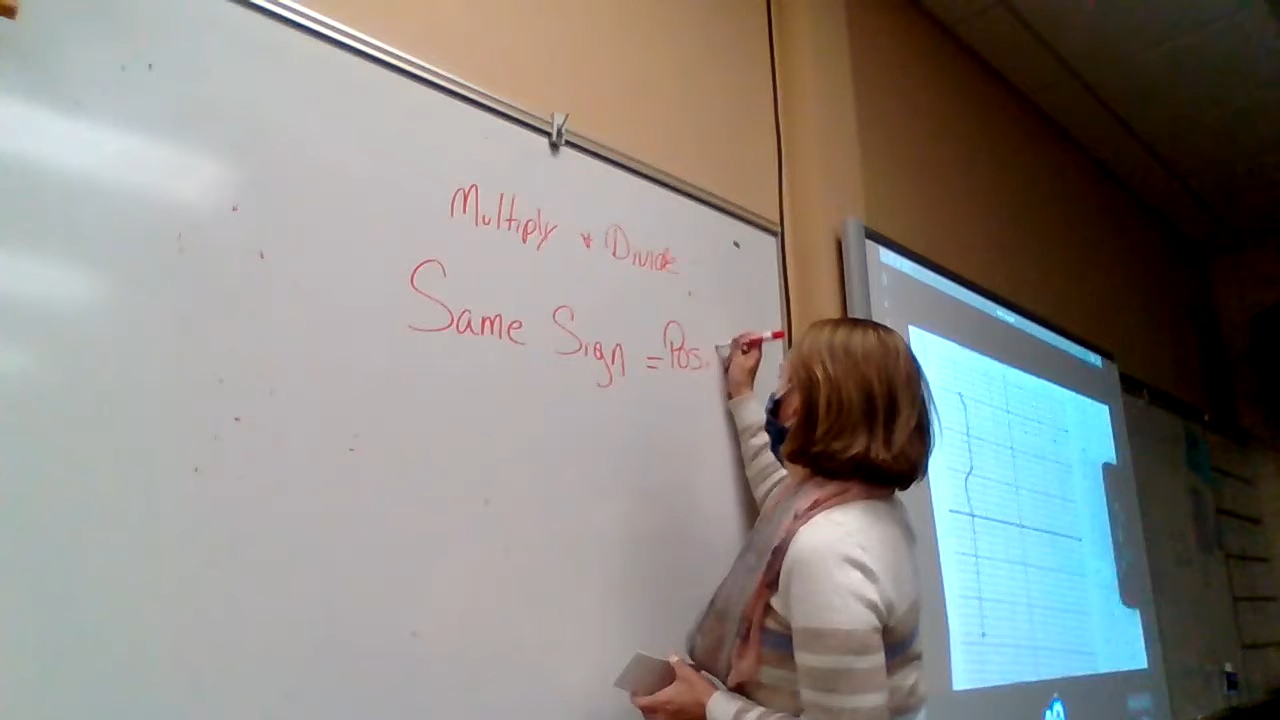 Multiply + Divide
Same Sign = Pos.